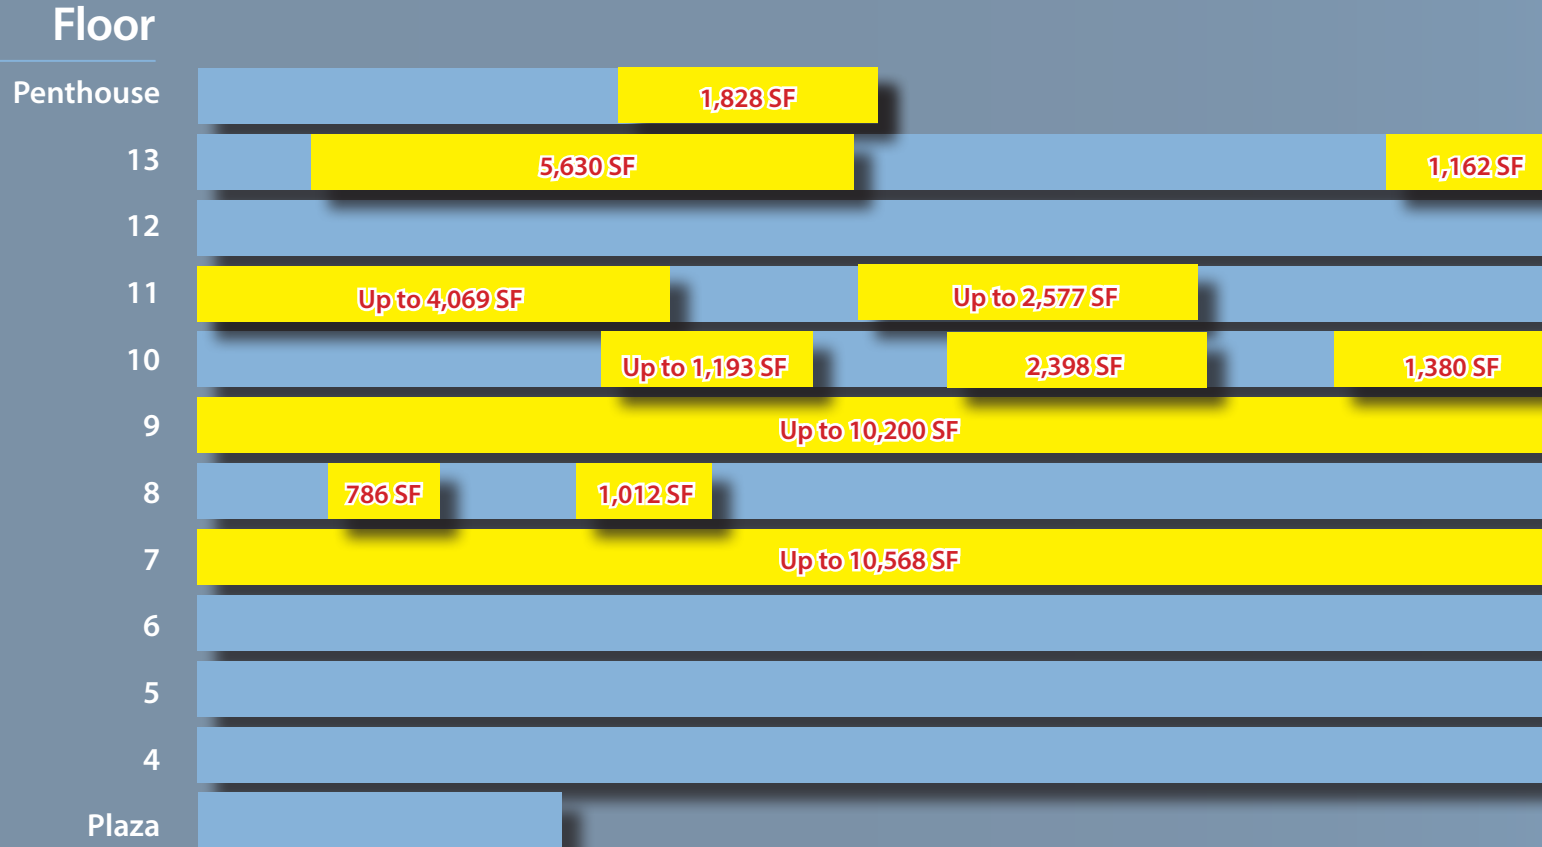 Floor
Penthouse
1,828 SF
13
5,630 SF
1,162 SF
12
11
Up to 4,069 SF
Up to 2,577 SF
10
Up to 1,193 SF
2,398 SF
1,380 SF
9
Up to 10,200 SF
8
786 SF
1,012 SF
7
Up to 10,568 SF
6
5
4
Plaza